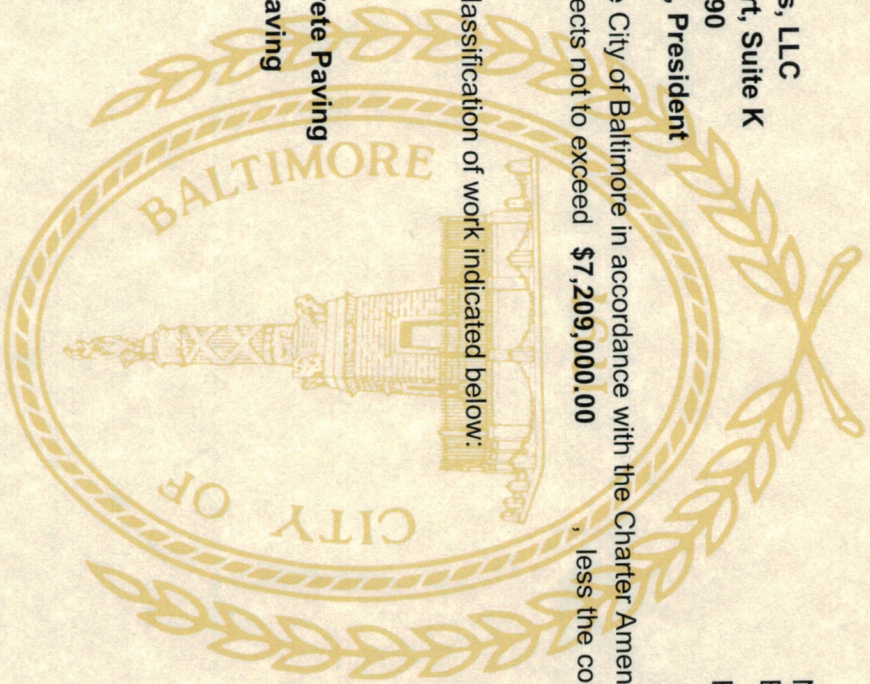 s, LLC
rt, Suite K
90
, President
e City of Baltimore in accordance with the Charter Amen
ects not to exceed $7,209,000.00 , less the co
lassification of work indicated below:
rete Paving
aving
CITY OF BALTIMORE